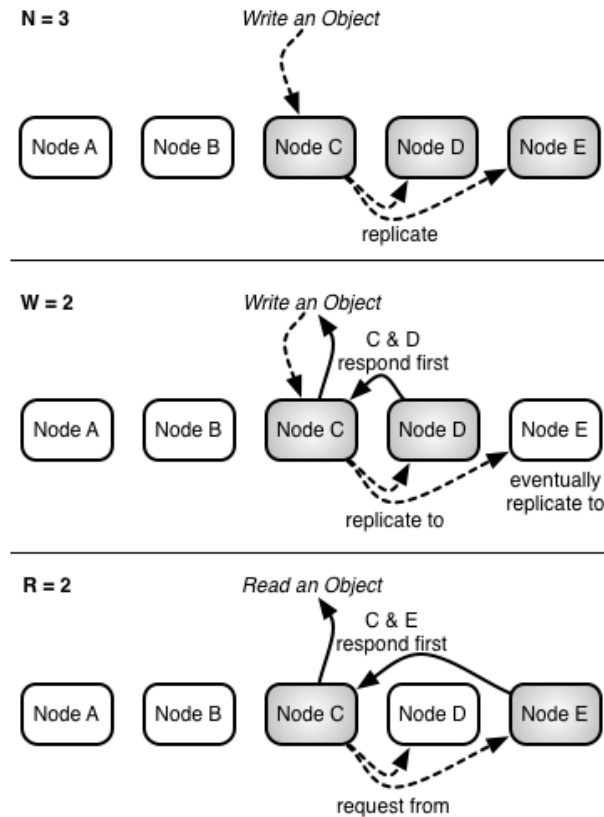 N = 3
Write an Object
Node A
Node B
Node C
Node D
Node E
replicate
W = 2
Write an Object
C & D
respond first
Node A
Node B
Node C
Node D
Node E
eventually
replicate to
replicate to
R = 2
Read an Object
C & E
respond first
Node A
Node B
Node C
Node D
Node E
request from